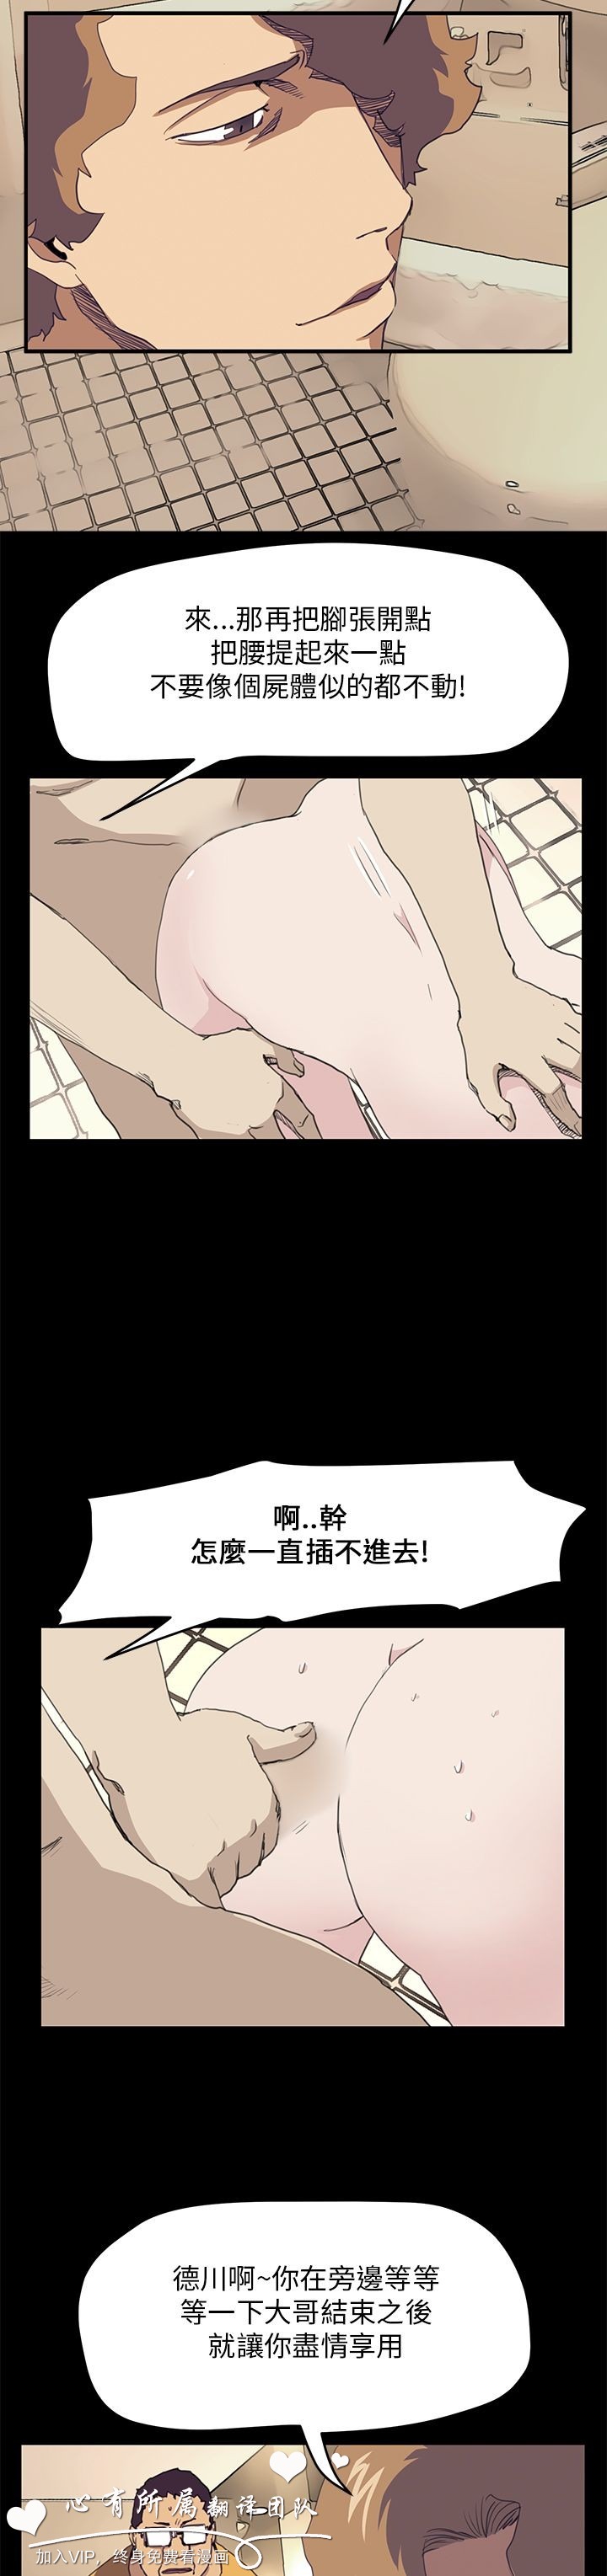 來...那再把腳張開點
把腰提起來一點
不要像個屍體似的都不動!
啊..幹
怎麼一直插不進去!
德川啊~你在旁邊等等
等一下大哥結束之後
就讓你盡情享用
心有所属翻译团队
加入VIP，终身免费看漫画